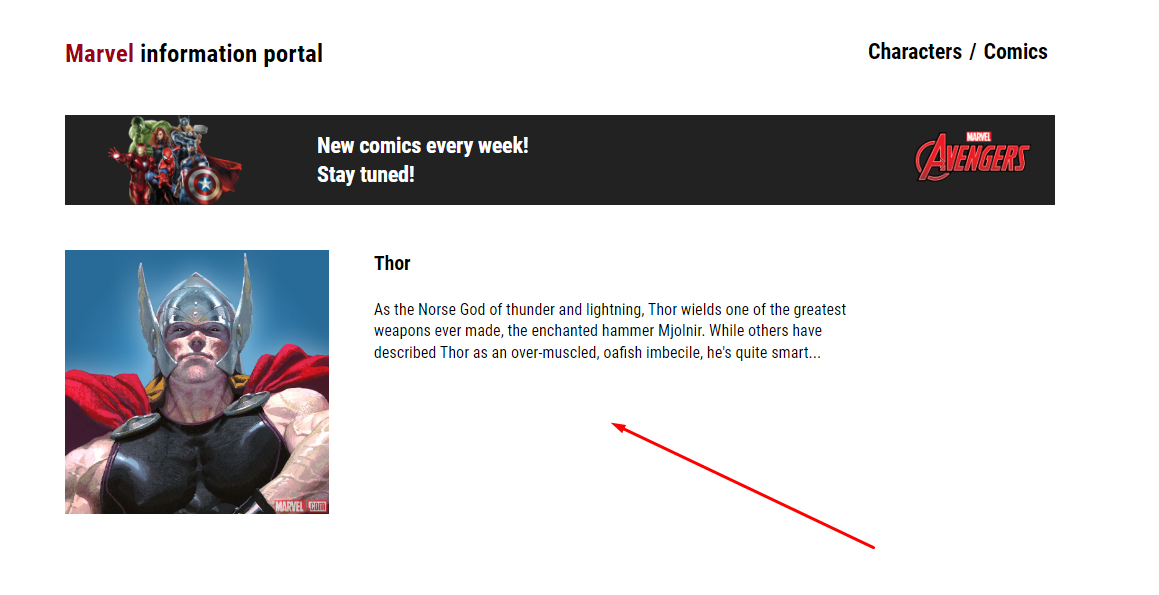 Marvel information portal
Characters / Comics
New comics every week!
Stay tuned!
MARVEL
AVENGERS
Thor
As the Norse God of thunder and lightning, Thor wields one of the greatest
weapons ever made, the enchanted hammer Mjolnir. While others have
described Thor as an over-muscled, oafish imbecile, he's quite smart...
MARVEL .com